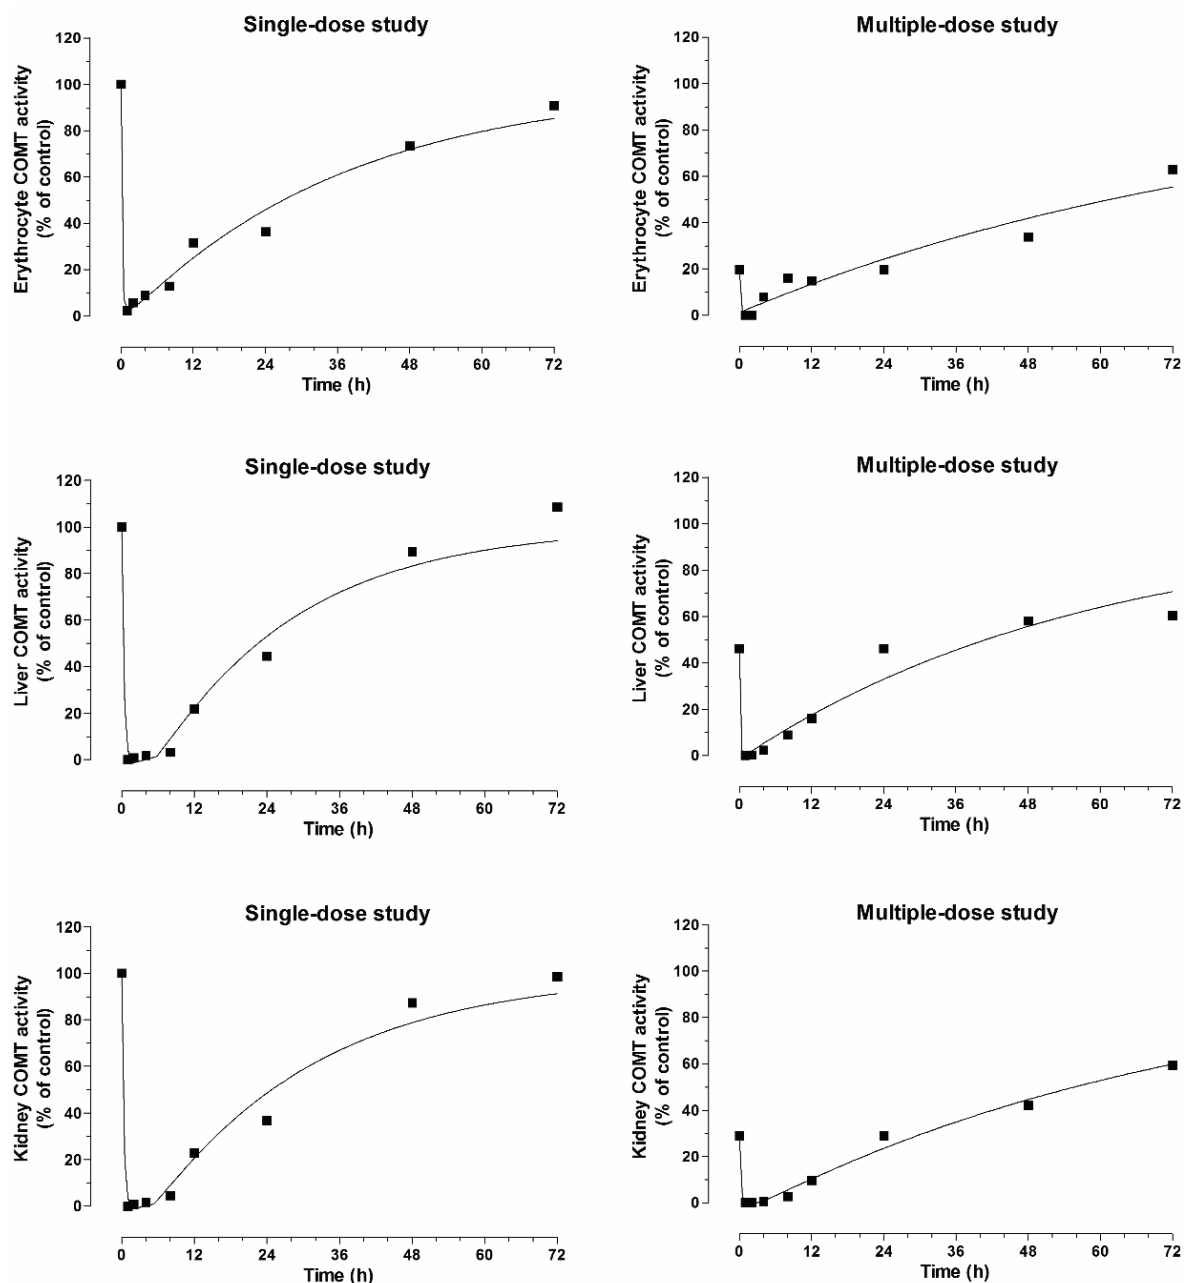 Single-dose study
Erythrocyte COMT activity
(% of control)
120
100
80
60
40
20
0
0 12 24 36 48 60 72
Time (h)
Multiple-dose study
Erythrocyte COMT activity
(% of control)
120
100
80
60
40
20
0
0 12 24 36 48 60 72
Time (h)
Single-dose study
Liver COMT activity
(% of control)
120
100
80
60
40
20
0
0 12 24 36 48 60 72
Time (h)
Multiple-dose study
Liver COMT activity
(% of control)
120
100
80
60
40
20
0
0 12 24 36 48 60 72
Time (h)
Single-dose study
Kidney COMT activity
(% of control)
120
100
80
60
40
20
0
0 12 24 36 48 60 72
Time (h)
Multiple-dose study
Kidney COMT activity
(% of control)
120
100
80
60
40
20
0
0 12 24 36 48 60 72
Time (h)